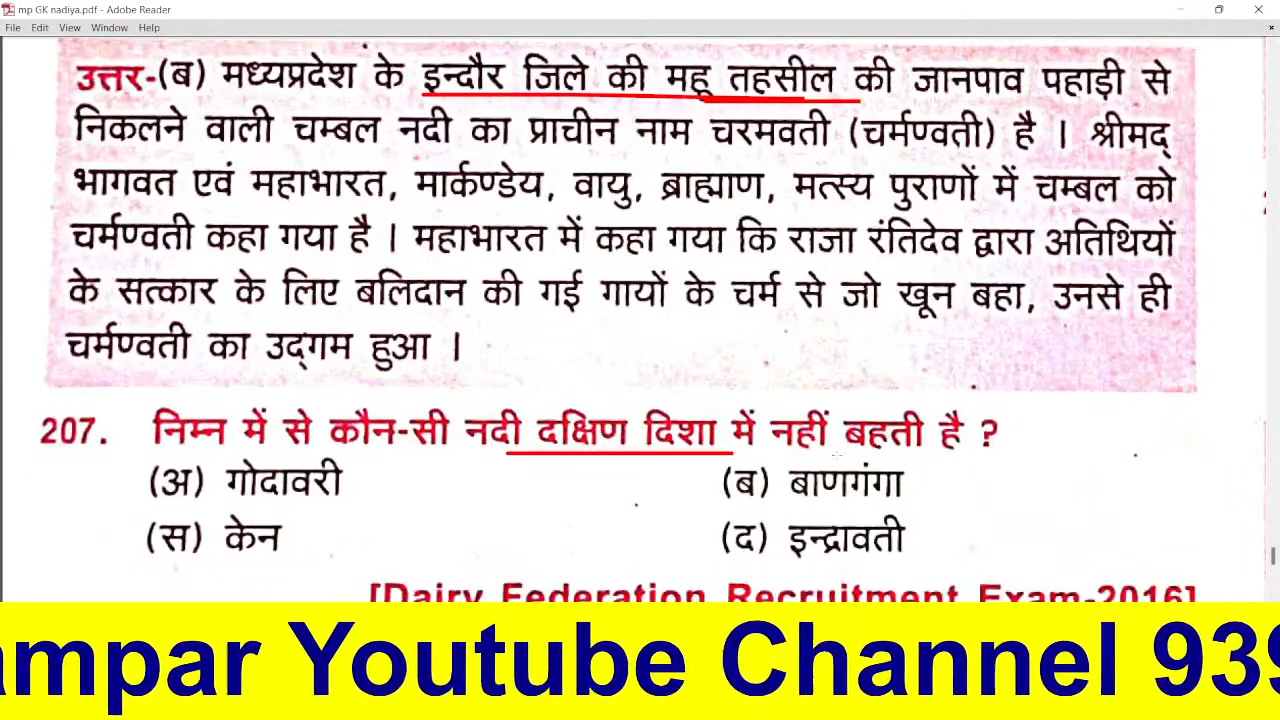 mp GK nadiya.pdf - Adobe Reader
File Edit View Window Help
उत्तर-(ब) मध्यप्रदेश के इन्दौर जिले की महू तहसील की जानपाव पहाड़ी से
निकलने वाली चम्बल नदी का प्राचीन नाम चरमवती (चर्मण्वती) है । श्रीमद्
भागवत एवं महाभारत, मार्कण्डेय, वायु, ब्राह्माण, मत्स्य पुराणों में चम्बल को
चर्मण्वती कहा गया है । महाभारत में कहा गया कि राजा रंतिदेव द्वारा अतिथियों
के सत्कार के लिए बलिदान की गई गायों के चर्म से जो खून बहा, उनसे ही
चर्मण्वती का उद्गम हुआ ।
207. निम्न में से कौन-सी नदी दक्षिण दिशा में नहीं बहती है ?
(अ) गोदावरी (ब) बाणगंगा
(स) केन (द) इन्द्रावती
[Dairy Federation Recruitment Exam-2016]
ampar Youtube Channel 939